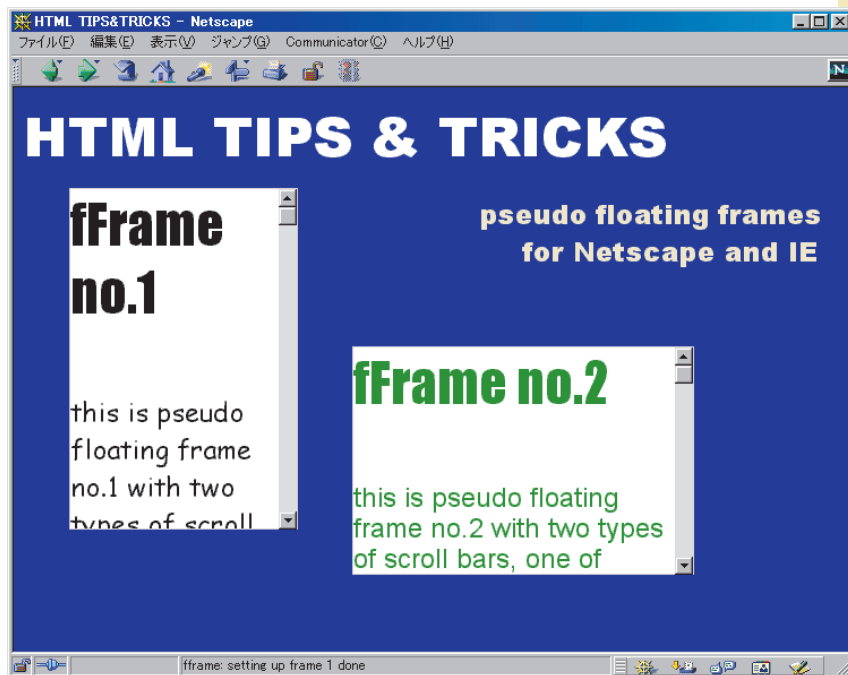 HTML TIPS&TRICKS - Netscape
ファイル(F) 編集(E) 表示(V) ジャンプ(G) Communicator(C) ヘルプ(H)
N
HTML TIPS & TRICKS
pseudo floating frames
for Netscape and IE
fFrame
no.1
this is pseudo
floating frame
no.1 with two
types of scroll
fFrame no.2
this is pseudo floating
frame no.2 with two types
of scroll bars, one of
fframe: setting up frame 1 done